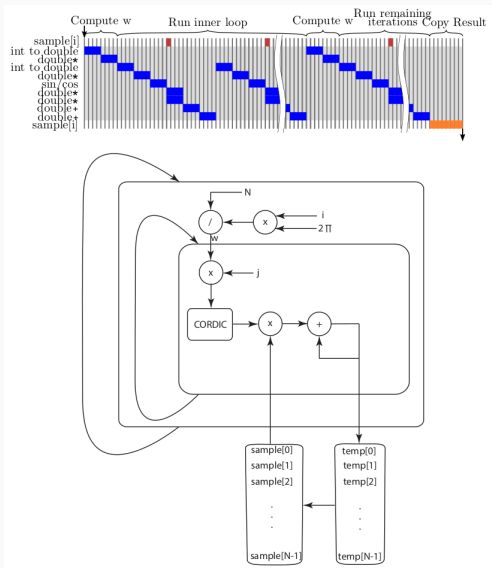 Compute w
Run inner loop
Compute w
Run remaining
iterations
Copy Result
sample[i]
int to double
double*
int to double
double*
sin/cos
double*
double*
double+
double+
sample[i]
N
/
x
i
2 Π
w
x
j
CORDIC
x
+
sample[0]
sample[1]
sample[2]
.
.
.
sample[N-1]
temp[0]
temp[1]
temp[2]
.
.
.
temp[N-1]